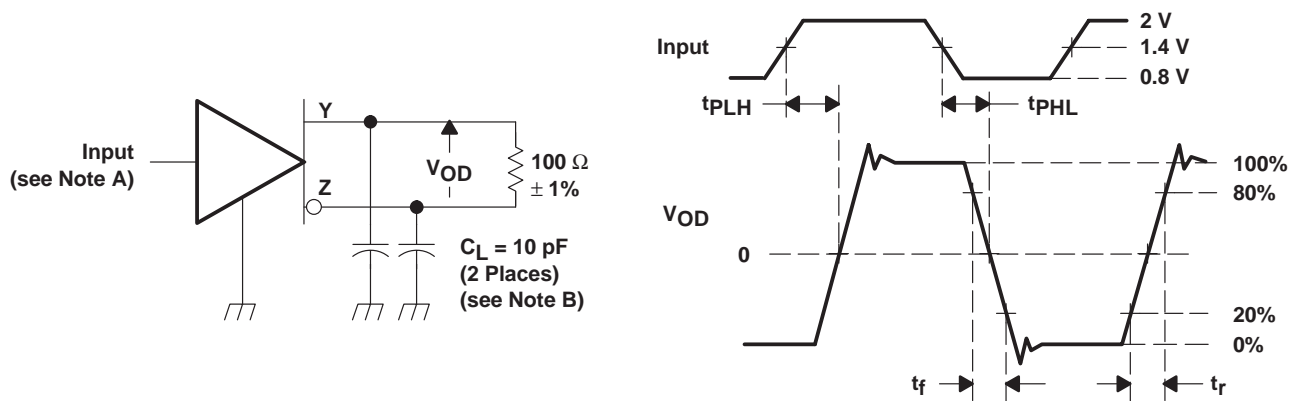 Input
(see Note A)
Y
Z
VOD
100 Ω
± 1%
CL = 10 pF
(2 Places)
(see Note B)
Input
2 V
1.4 V
0.8 V
tPLH
tPHL
VOD
0
100%
80%
20%
0%
tf
tr